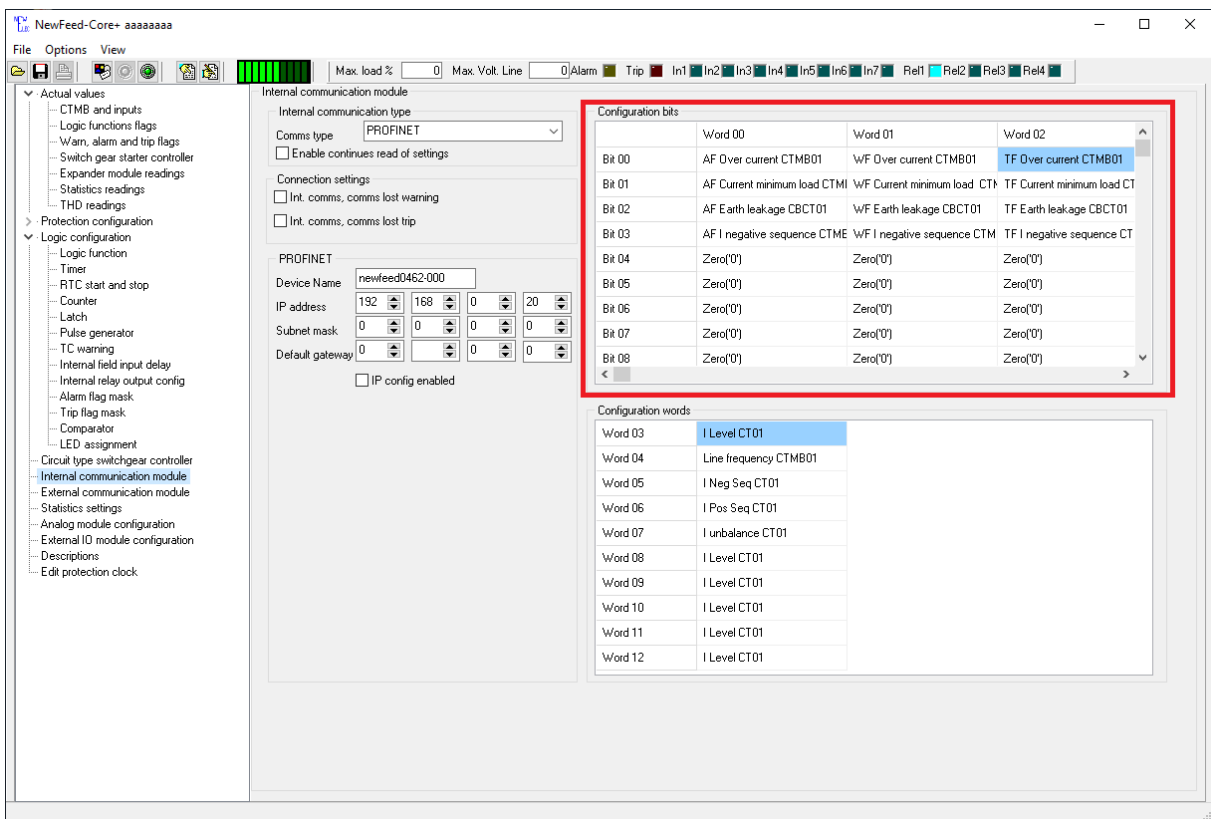 NewFeed-Core+ aaaaaaaa
File Options View
Max. load % 0 Max. Volt. Line 0 Alarm Trip In1 In2 In3 In4 In5 In6 In7 Rel1 Rel2 Rel3 Rel4
Actual values
CTMB and inputs
Logic functions flags
Warn, alarm and trip flags
Switch gear starter controller
Expander module readings
Statistics readings
THD readings
Protection configuration
Logic configuration
Logic function
Timer
RTC start and stop
Counter
Latch
Pulse generator
TC warning
Internal field input delay
Internal relay output config
Alarm flag mask
Trip flag mask
Comparator
LED assignment
Circuit type switchgear controller
Internal communication module
External communication module
Statistics settings
Analog module configuration
External IO module configuration
Descriptions
Edit protection clock
Internal communication module
Internal communication type
Comms type PROFINET
Enable continues read of settings
Connection settings
Int. comms, comms lost warning
Int. comms, comms lost trip
PROFINET
Device Name newfeed0462-000
IP address 192 168 0 20
Subnet mask 0 0 0 0
Default gateway 0 0 0
IP config enabled
Configuration bits
Word 00 Word 01 Word 02
Bit 00 AF Over current CTMB01 WF Over current CTMB01 TF Over current CTMB01
Bit 01 AF Current minimum load CTM WF Current minimum load CTM TF Current minimum load CT
Bit 02 AF Earth leakage CBCT01 WF Earth leakage CBCT01 TF Earth leakage CBCT01
Bit 03 AF I negative sequence CTMB WF I negative sequence CTM TF I negative sequence CT
Bit 04 Zero('0') Zero('0') Zero('0')
Bit 05 Zero('0') Zero('0') Zero('0')
Bit 06 Zero('0') Zero('0') Zero('0')
Bit 07 Zero('0') Zero('0') Zero('0')
Bit 08 Zero('0') Zero('0') Zero('0')
Configuration words
Word 03 I Level CT01
Word 04 Line frequency CTMB01
Word 05 I Neg Seq CT01
Word 06 I Pos Seq CT01
Word 07 I unbalance CT01
Word 08 I Level CT01
Word 09 I Level CT01
Word 10 I Level CT01
Word 11 I Level CT01
Word 12 I Level CT01